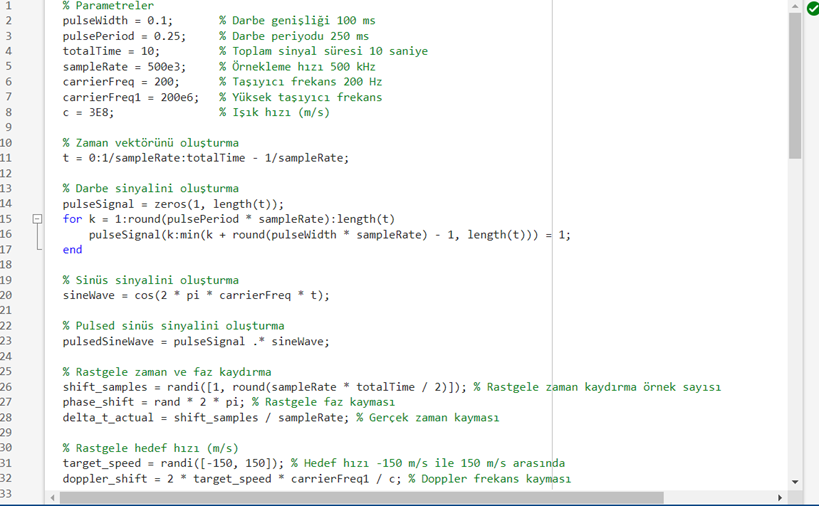 1 % Parametreler
2 pulseWidth = 0.1; % Darbe genişliği 100 ms
3 pulsePeriod = 0.25; % Darbe periyodu 250 ms
4 totalTime = 10; % Toplam sinyal süresi 10 saniye
5 sampleRate = 500e3; % Örnekleme hızı 500 kHz
6 carrierFreq = 200; % Taşıyıcı frekans 200 Hz
7 carrierFreq1 = 200e6; % Yüksek taşıyıcı frekans
8 c = 3E8; % Işık hızı (m/s)
9
10 % Zaman vektörünü oluşturma
11 t = 0:1/sampleRate:totalTime - 1/sampleRate;
12
13 % Darbe sinyalini oluşturma
14 pulseSignal = zeros(1, length(t));
15 for k = 1:round(pulsePeriod * sampleRate):length(t)
16 pulseSignal(k:min(k + round(pulseWidth * sampleRate) - 1, length(t))) = 1;
17 end
18
19 % Sinüs sinyalini oluşturma
20 sineWave = cos(2 * pi * carrierFreq * t);
21
22 % Pulsed sinüs sinyalini oluşturma
23 pulsedSineWave = pulseSignal .* sineWave;
24
25 % Rastgele zaman ve faz kaydırma
26 shift_samples = randi([1, round(sampleRate * totalTime / 2)]); % Rastgele zaman kaydırma örnek sayısı
27 phase_shift = rand * 2 * pi; % Rastgele faz kayması
28 delta_t_actual = shift_samples / sampleRate; % Gerçek zaman kayması
29
30 % Rastgele hedef hızı (m/s)
31 target_speed = randi([-150, 150]); % Hedef hızı -150 m/s ile 150 m/s arasında
32 doppler_shift = 2 * target_speed * carrierFreq1 / c; % Doppler frekans kayması
33